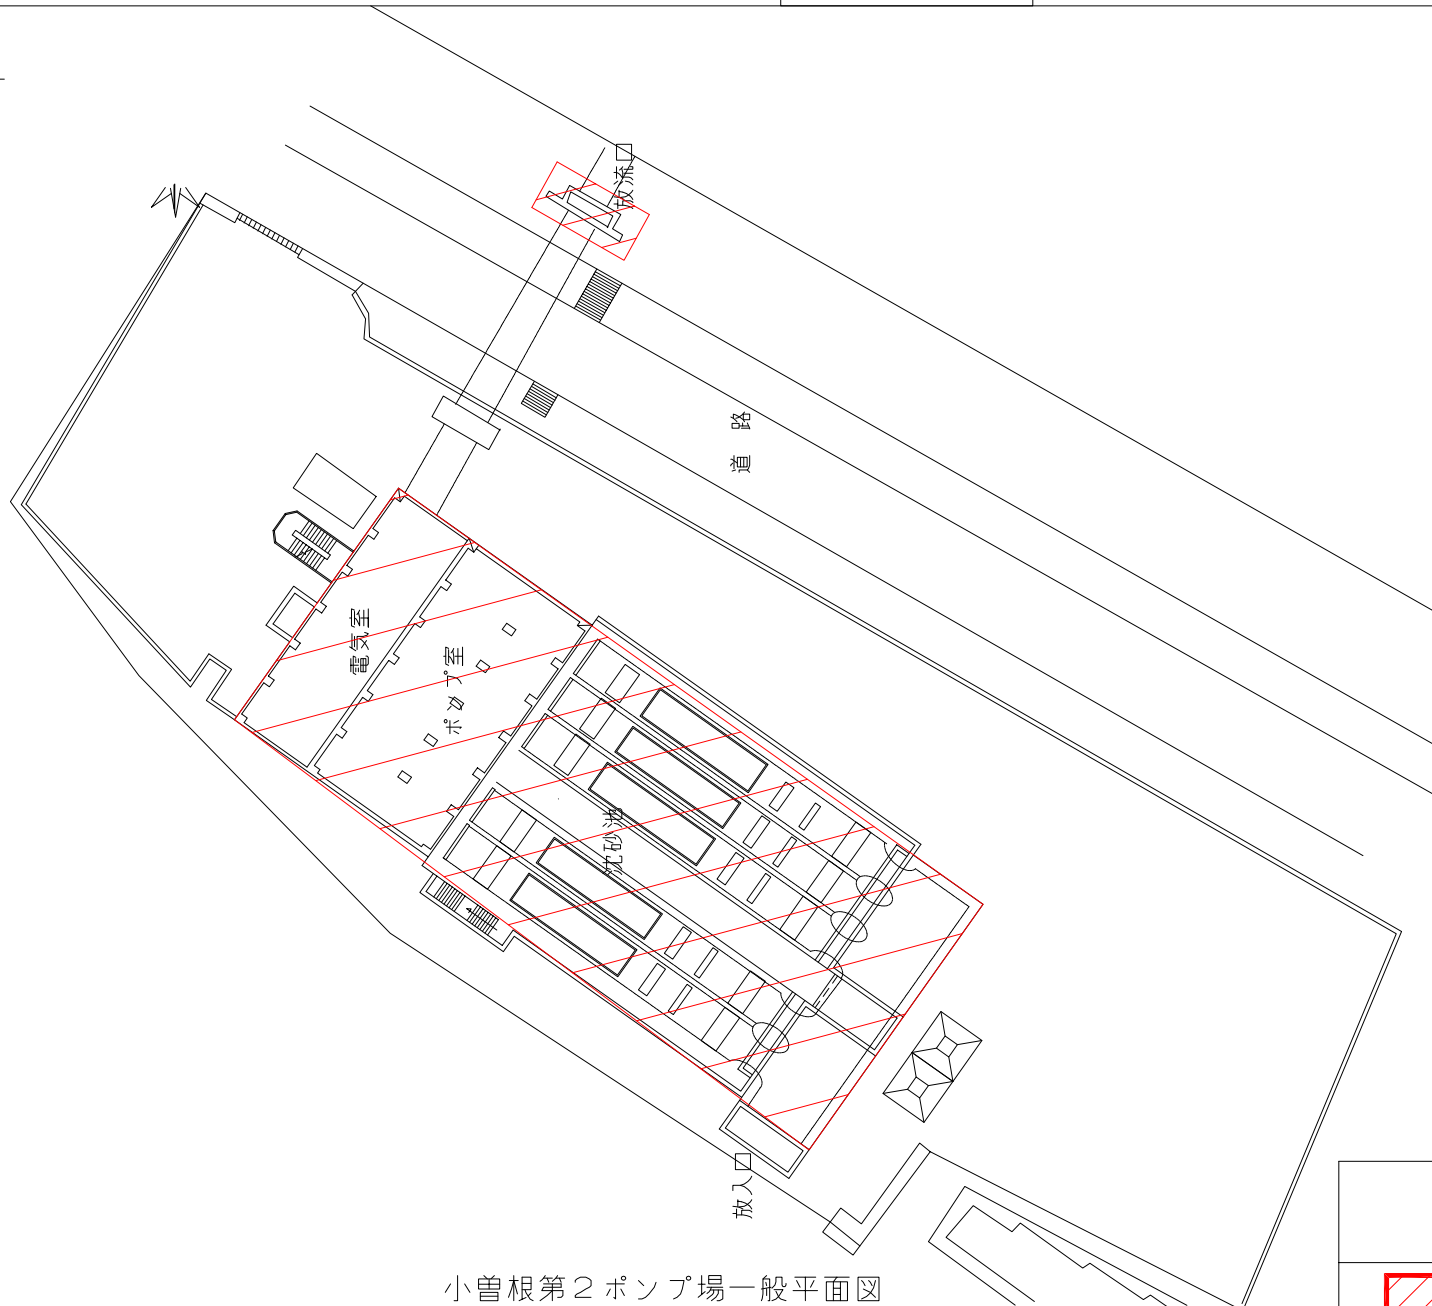 放流口
道路
電気室
ポンプ室
沈砂池
放入口
小曽根第２ポンプ場一般平面図